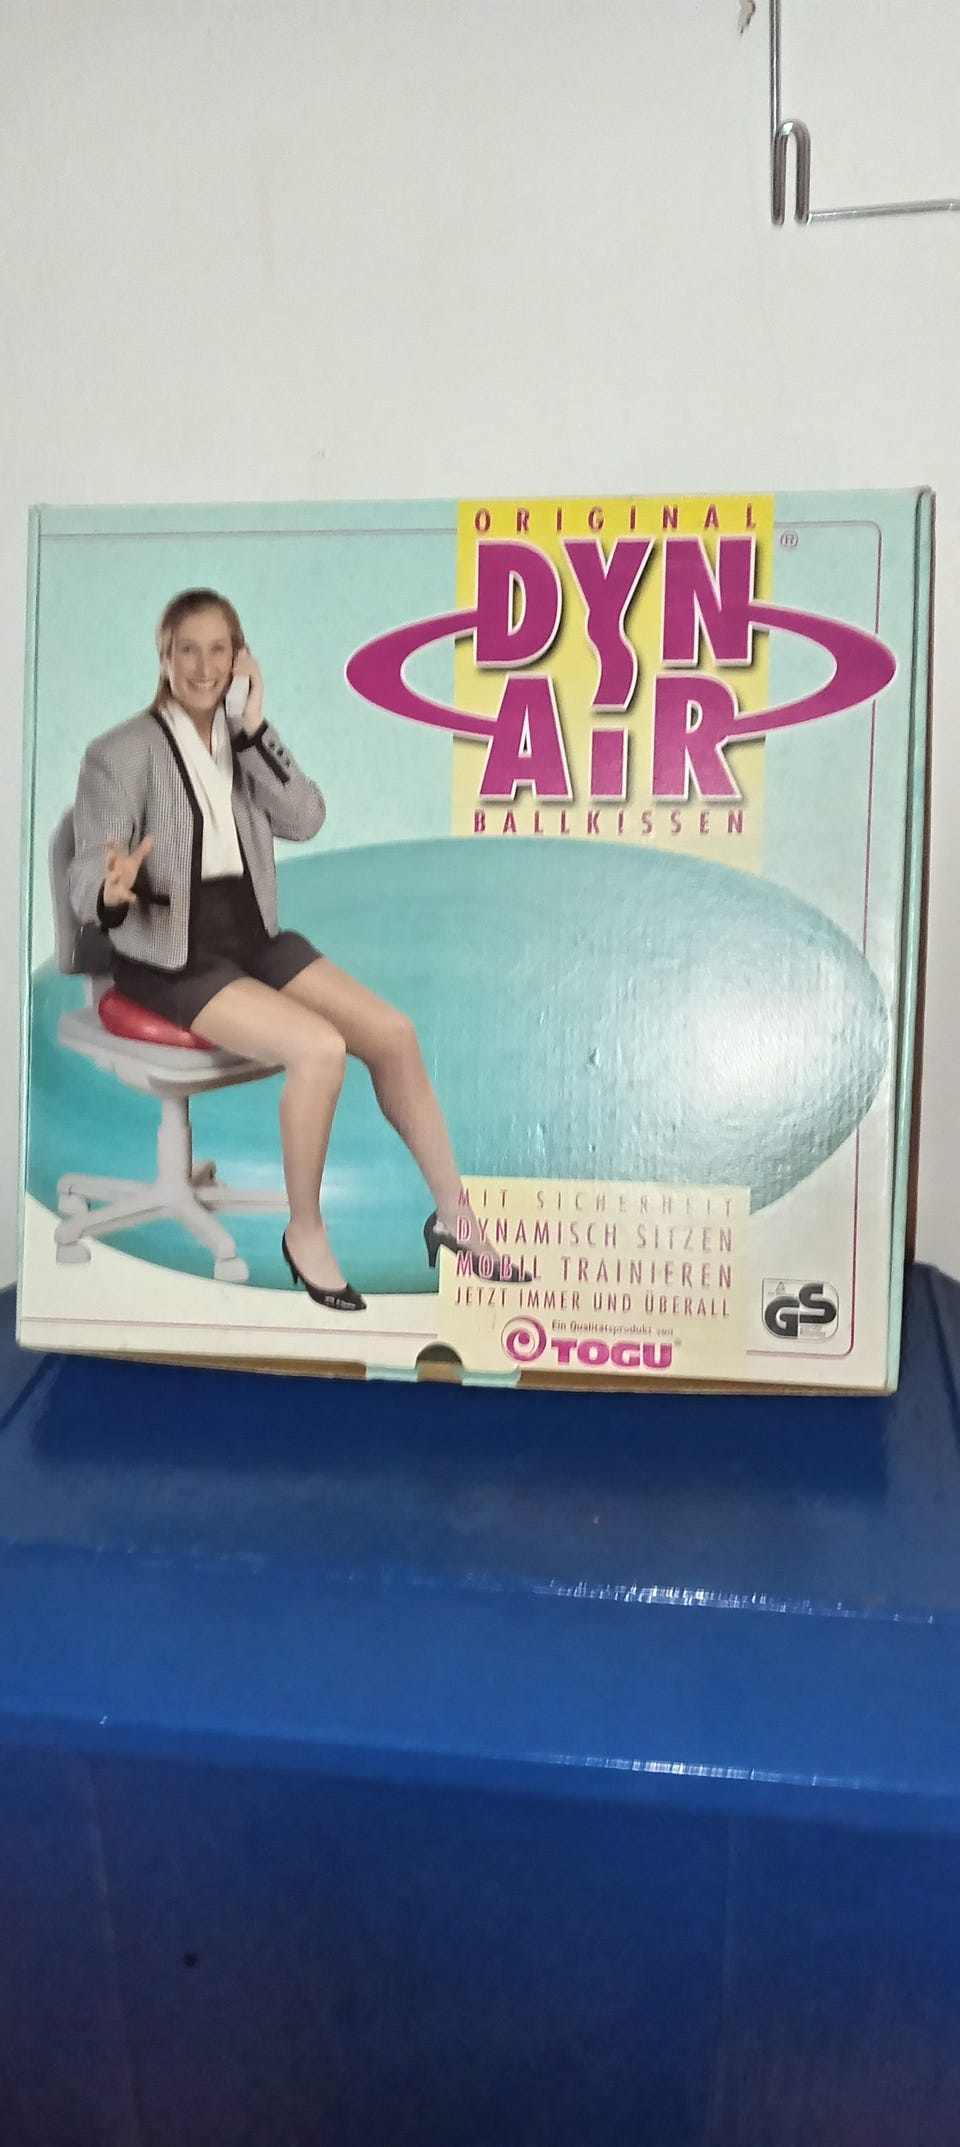 ORIGINAL
DYN
AiR
®
BALLKISSEN
MIT SICHERHEIT
DYNAMISCH SITZEN
MOBIL TRAINIEREN
JETZT IMMER UND ÜBERALL
Ein Qualitätsprodukt von
TOGU
GS